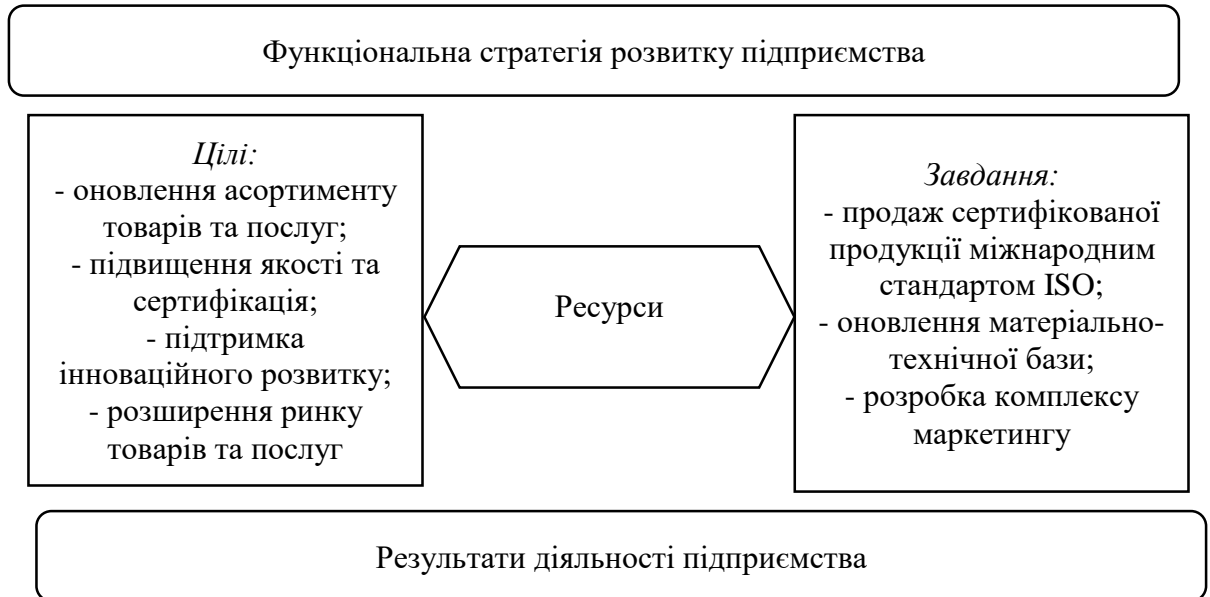 Функціональна стратегія розвитку підприємства
Цілі:
- оновлення асортименту
товарів та послуг;
- підвищення якості та
сертифікація;
- підтримка
інноваційного розвитку;
- розширення ринку
товарів та послуг
Ресурси
Завдання:
- продаж сертифікованої
продукції міжнародним
стандартом ISO;
- оновлення матеріально-
технічної бази;
- розробка комплексу
маркетингу
Результати діяльності підприємства